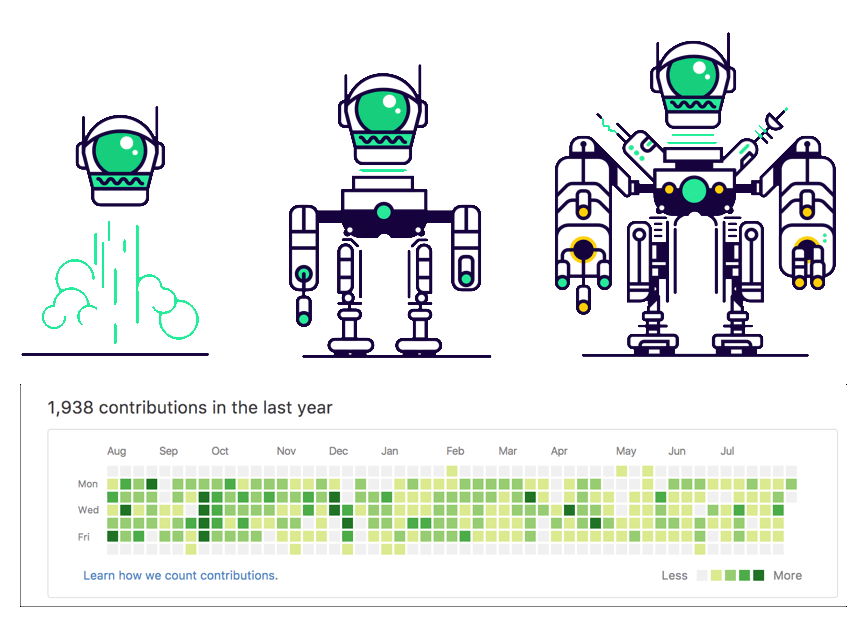 1,938 contributions in the last year
Aug Sep Oct Nov Dec Jan Feb Mar Apr May Jun Jul
Mon
Wed
Fri
Learn how we count contributions. Less More